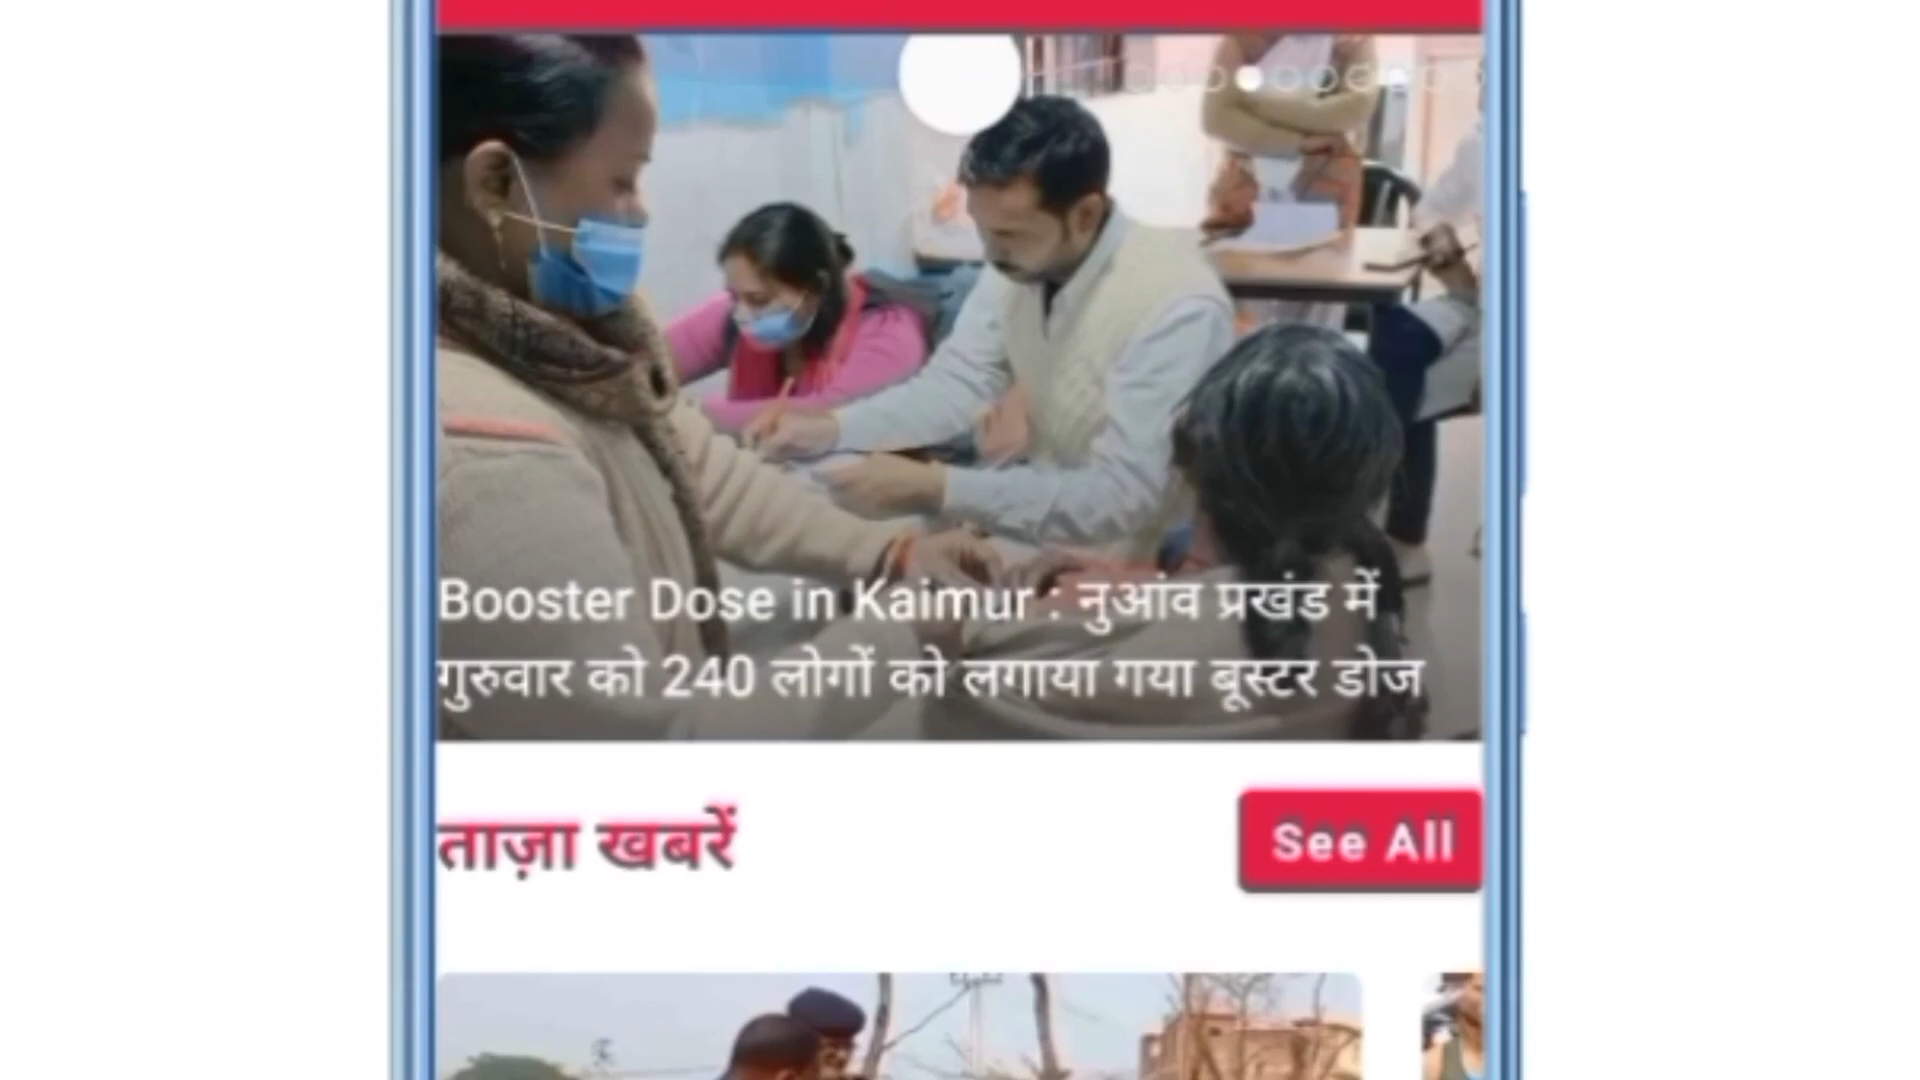 Booster Dose in Kaimur : नुआंव प्रखंड में
गुरुवार को 240 लोगों को लगाया गया बूस्टर डोज
ताज़ा खबरें
See All